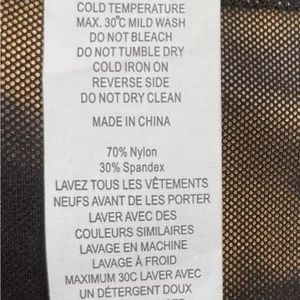 COLD TEMPERATURE
MAX. 30°C MILD WASH
DO NOT BLEACH
DO NOT TUMBLE DRY
COLD IRON ON
REVERSE SIDE
DO NOT DRY CLEAN
MADE IN CHINA
70% Nylon
30% Spandex
LAVEZ TOUS LES VÊTEMENTS
NEUFS AVANT DE LES PORTER
LAVER AVEC DES
COULEURS SIMILAIRES
LAVAGE EN MACHINE
LAVAGE À FROID
MAXIMUM 30C LAVER AVEC
UN DÉTERGENT DOUX